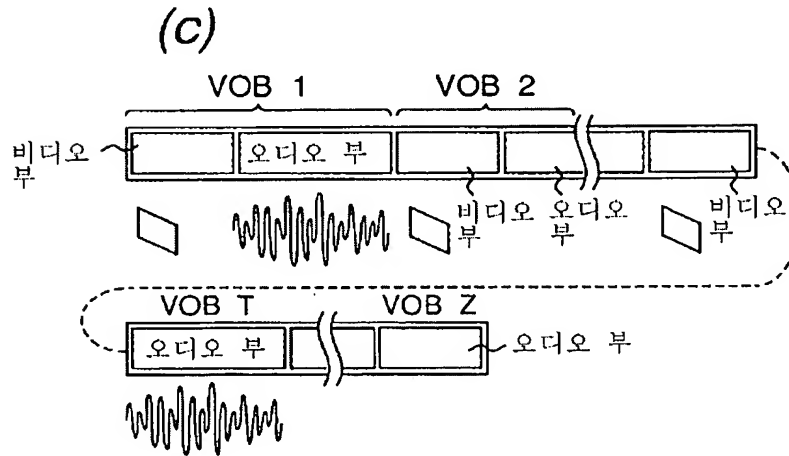 (c)
VOB 1
VOB 2
비디오
부
오디오 부
비디오
부
오디오
부
비디오
부
VOB T
VOB Z
오디오 부
오디오 부